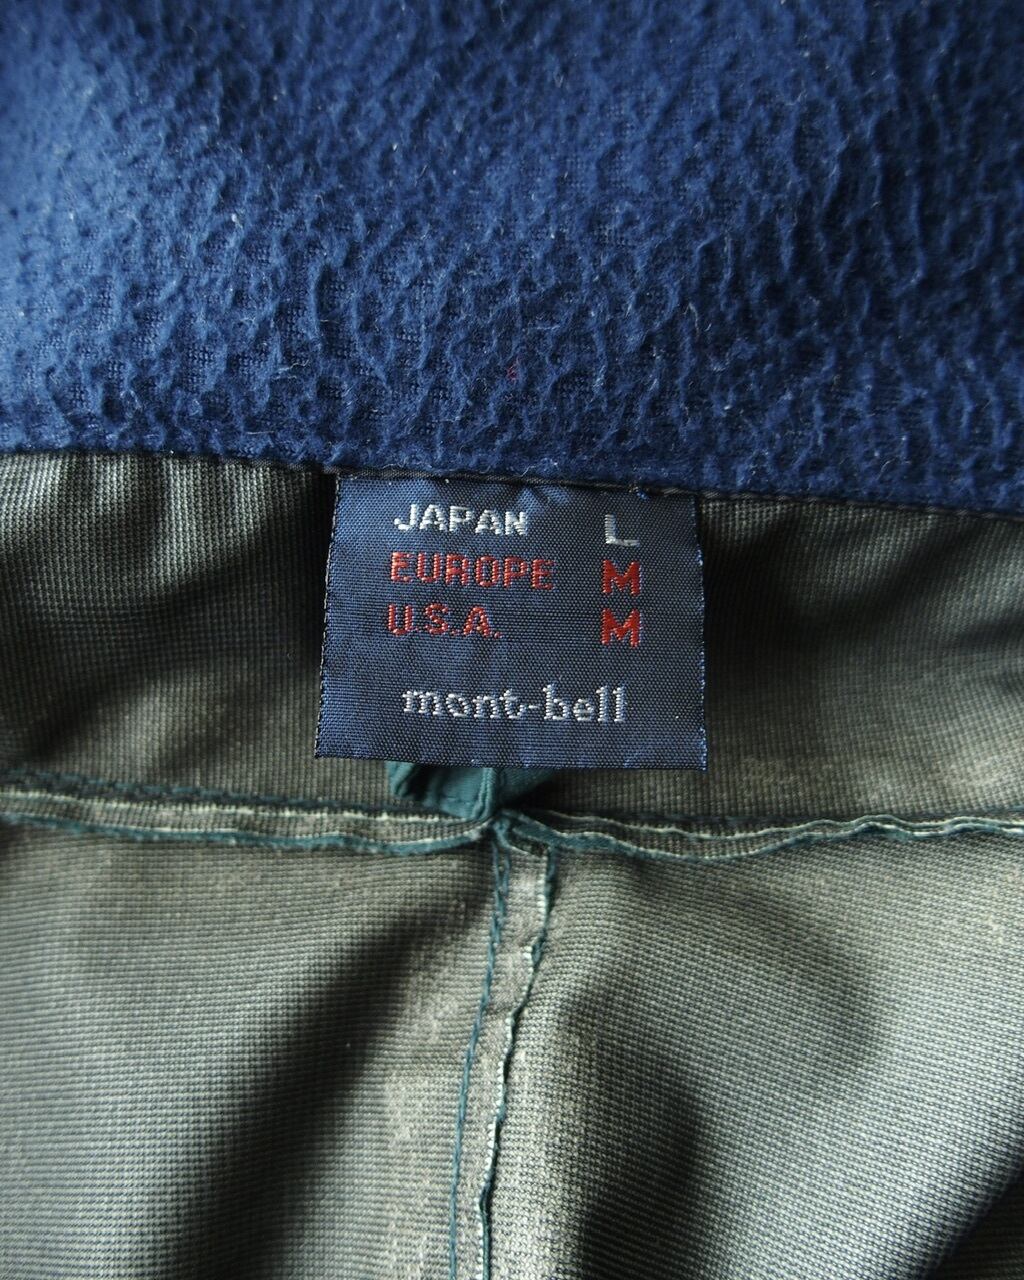 JAPAN L
EUROPE M
U.S.A. M
mont-bell